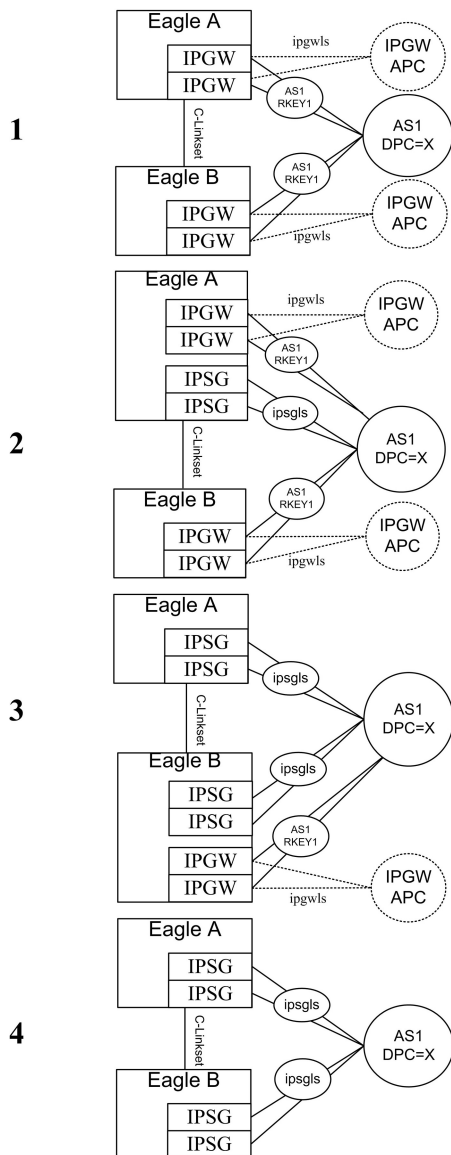 1
Eagle A
IPGW
IPGW
ipgwls
IPGW
APC
AS1
RKEY1
C-Linkset
AS1
DPC=X
AS1
RKEY1
Eagle B
IPGW
IPGW
ipgwls
IPGW
APC
2
Eagle A
IPGW
IPGW
ipgwls
IPGW
APC
AS1
RKEY1
IPSG
IPSG
ipsgls
C-Linkset
AS1
DPC=X
AS1
RKEY1
Eagle B
IPGW
IPGW
ipgwls
IPGW
APC
3
Eagle A
IPSG
IPSG
ipsgls
C-Linkset
AS1
DPC=X
Eagle B
ipsgls
IPSG
IPSG
AS1
RKEY1
IPGW
IPGW
ipgwls
IPGW
APC
4
Eagle A
IPSG
IPSG
ipsgls
C-Linkset
AS1
DPC=X
Eagle B
ipsgls
IPSG
IPSG